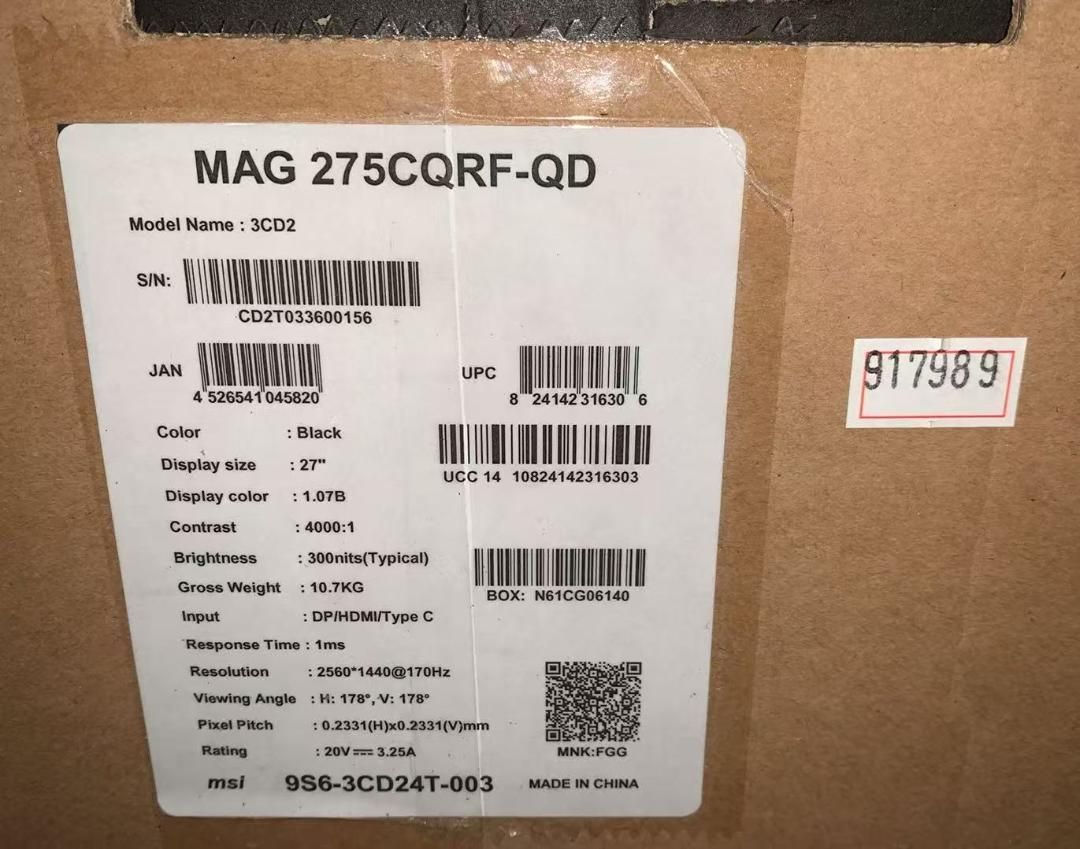 MAG 275CQRF-QD
Model Name : 3CD2
S/N:
CD2T033600156
JAN
4 526541 045820
UPC
8 24142 31630 6
UCC 14 10824142316303
Color : Black
Display size : 27"
Display color : 1.07B
Contrast : 4000:1
Brightness : 300nits(Typical)
Gross Weight : 10.7KG
Input : DP/HDMI/Type C
Response Time : 1ms
Resolution : 2560*1440@170Hz
Viewing Angle : H: 178°, V: 178°
Pixel Pitch : 0.2331(H)x0.2331(V)mm
Rating : 20V⎓ 3.25A
BOX: N61CG06140
MNK:FGG
msi 9S6-3CD24T-003 MADE IN CHINA
917989